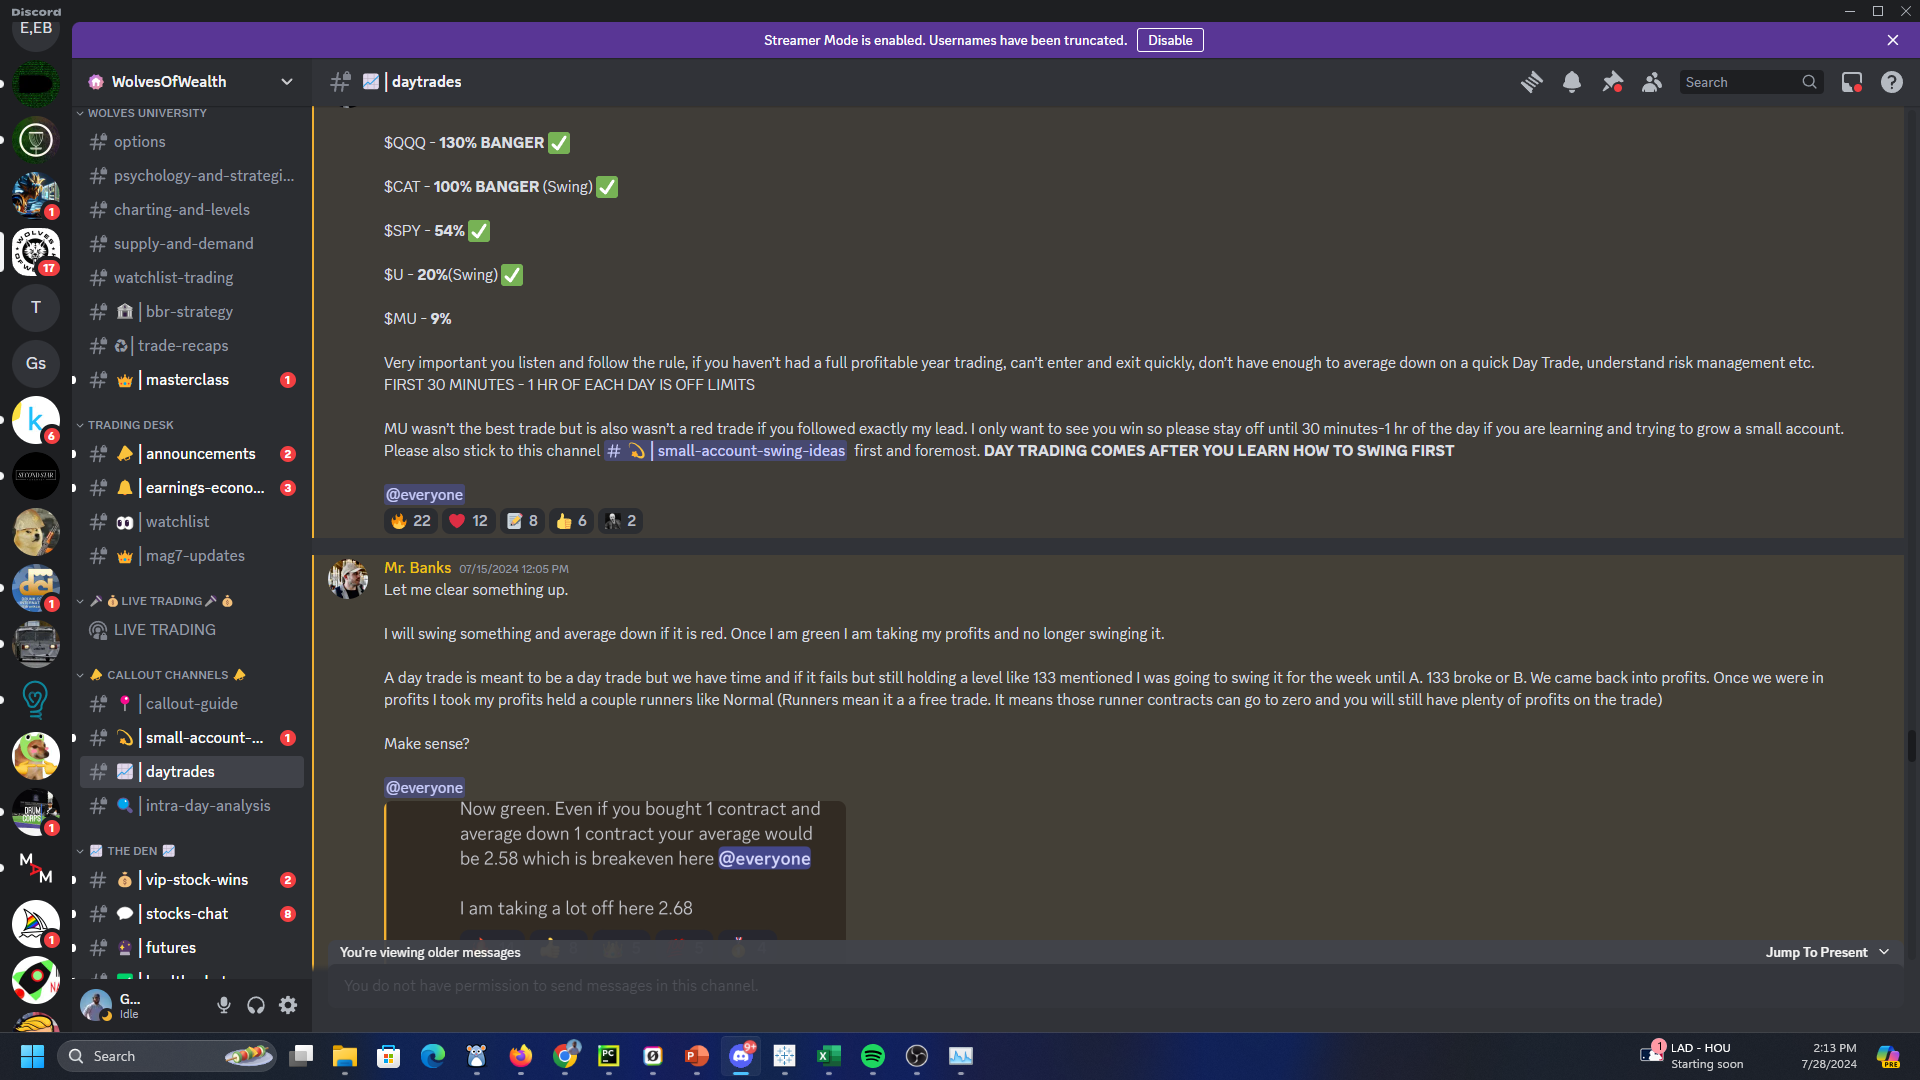 Discord
E,EB
Streamer Mode is enabled. Usernames have been truncated.
Disable
WolvesOfWealth
daytrades
Search
WOLVES UNIVERSITY
options
psychology-and-strategi...
charting-and-levels
supply-and-demand
watchlist-trading
bbr-strategy
trade-recaps
masterclass
1
TRADING DESK
announcements
2
earnings-econo...
3
watchlist
mag7-updates
LIVE TRADING
LIVE TRADING
CALLOUT CHANNELS
callout-guide
small-account-...
1
daytrades
intra-day-analysis
THE DEN
vip-stock-wins
2
stocks-chat
8
futures
1
17
T
Gs
k
6
SECOND STAR
dci
1
DRUM
CORPS
1
M
A
M
1
G...
Idle
$QQQ - 130% BANGER
$CAT - 100% BANGER (Swing)
$SPY - 54%
$U - 20%(Swing)
$MU - 9%
Very important you listen and follow the rule, if you haven't had a full profitable year trading, can't enter and exit quickly, don't have enough to average down on a quick Day Trade, understand risk management etc.
FIRST 30 MINUTES - 1 HR OF EACH DAY IS OFF LIMITS
MU wasn't the best trade but is also wasn't a red trade if you followed exactly my lead. I only want to see you win so please stay off until 30 minutes-1 hr of the day if you are learning and trying to grow a small account.
Please also stick to this channel # | small-account-swing-ideas first and foremost. DAY TRADING COMES AFTER YOU LEARN HOW TO SWING FIRST
@everyone
22 12 8 6 2
Mr. Banks 07/15/2024 12:05 PM
Let me clear something up.
I will swing something and average down if it is red. Once I am green I am taking my profits and no longer swinging it.
A day trade is meant to be a day trade but we have time and if it fails but still holding a level like 133 mentioned I was going to swing it for the week until A. 133 broke or B. We came back into profits. Once we were in
profits I took my profits held a couple runners like Normal (Runners mean it a a free trade. It means those runner contracts can go to zero and you will still have plenty of profits on the trade)
Make sense?
@everyone
Now green. Even if you bought 1 contract and
average down 1 contract your average would
be 2.58 which is breakeven here @everyone
I am taking a lot off here 2.68
You're viewing older messages
Jump To Present
You do not have permission to send messages in this channel.
Search
PC
9+
1
LAD - HOU
Starting soon
2:13 PM
7/28/2024
PRE